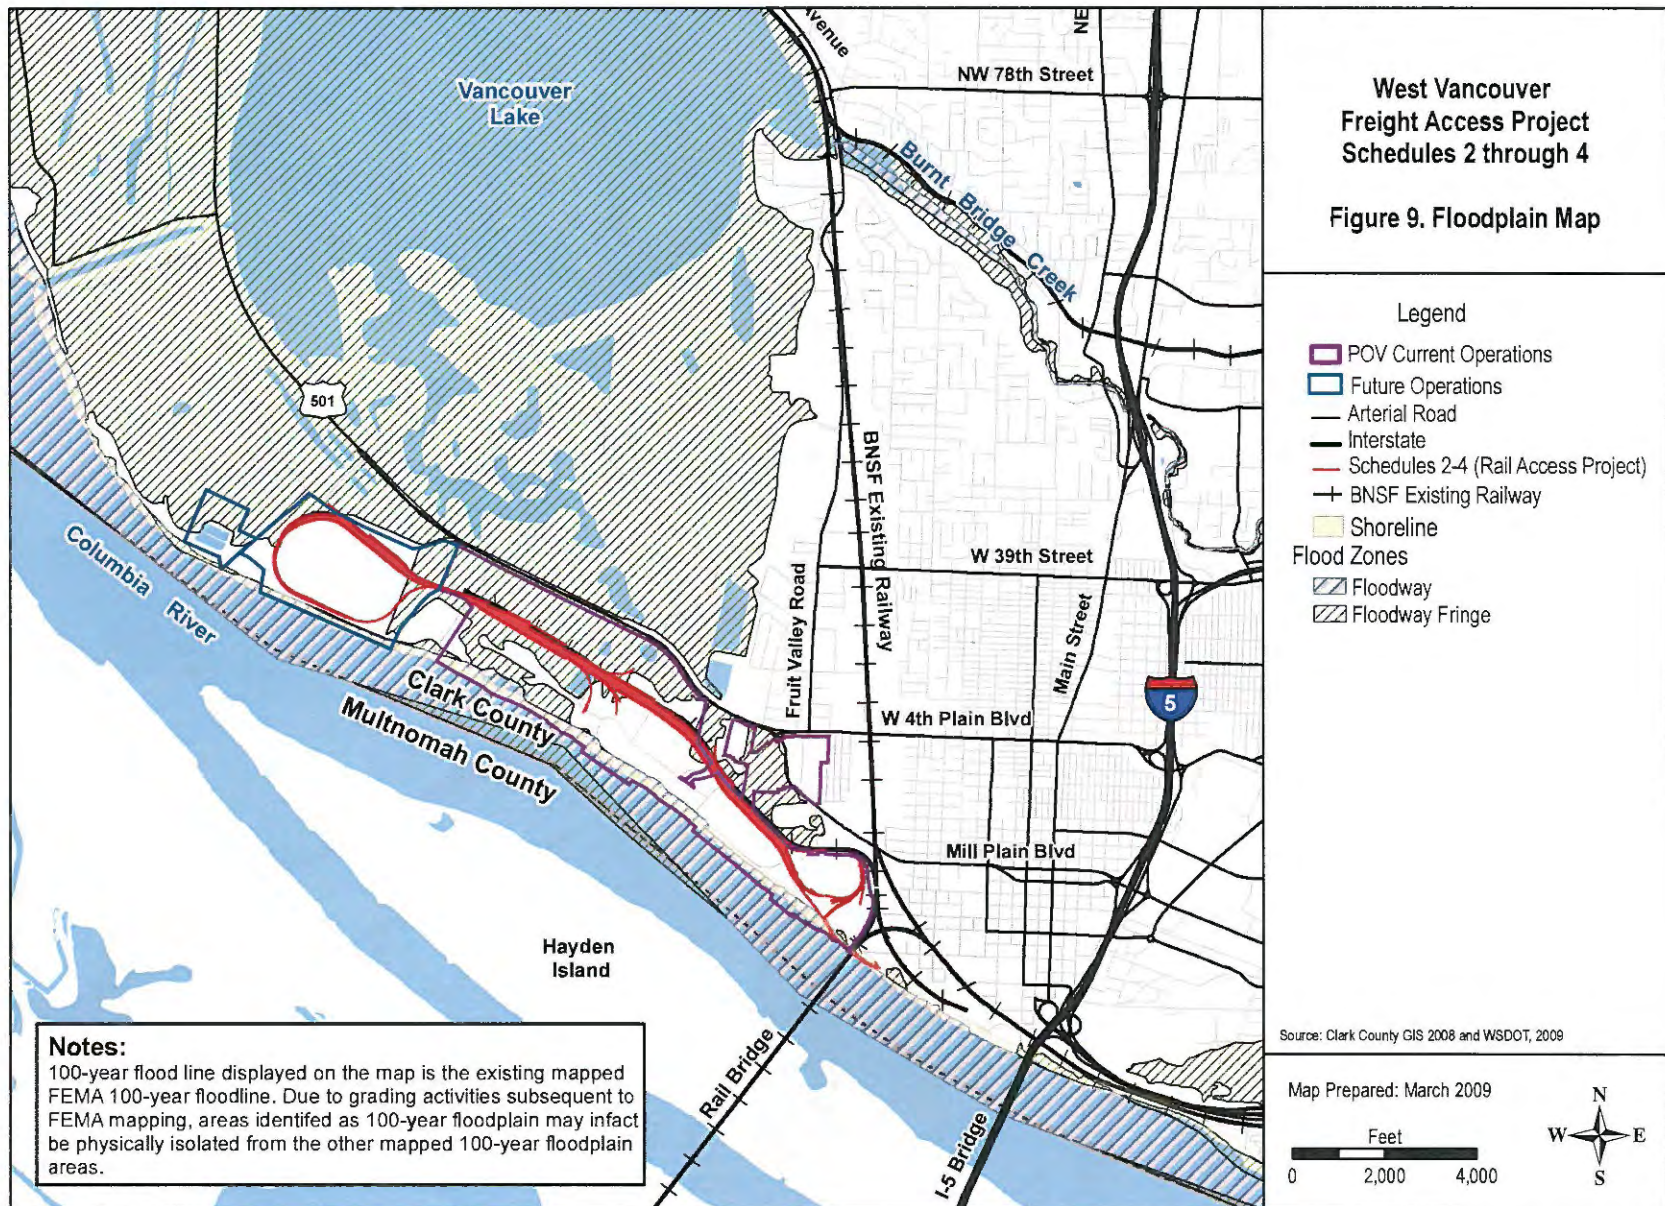 Avenue
NE
NW 78th Street
Vancouver
Lake
Burnt Bridge Creek
501
BNSF Existing Railway
Fruit Valley Road
W 39th Street
Main Street
5
W 4th Plain Blvd
Columbia River
Clark County
Multnomah County
Mill Plain Blvd
Hayden
Island
Rail Bridge
I-5 Bridge
Notes:
100-year flood line displayed on the map is the existing mapped
FEMA 100-year floodline. Due to grading activities subsequent to
FEMA mapping, areas identifed as 100-year floodplain may infact
be physically isolated from the other mapped 100-year floodplain
areas.
West Vancouver
Freight Access Project
Schedules 2 through 4
Figure 9. Floodplain Map
Legend
POV Current Operations
Future Operations
Arterial Road
Interstate
Schedules 2-4 (Rail Access Project)
BNSF Existing Railway
Shoreline
Flood Zones
Floodway
Floodway Fringe
Source: Clark County GIS 2008 and WSDOT, 2009
Map Prepared: March 2009
Feet
0 2,000 4,000
N
W E
S